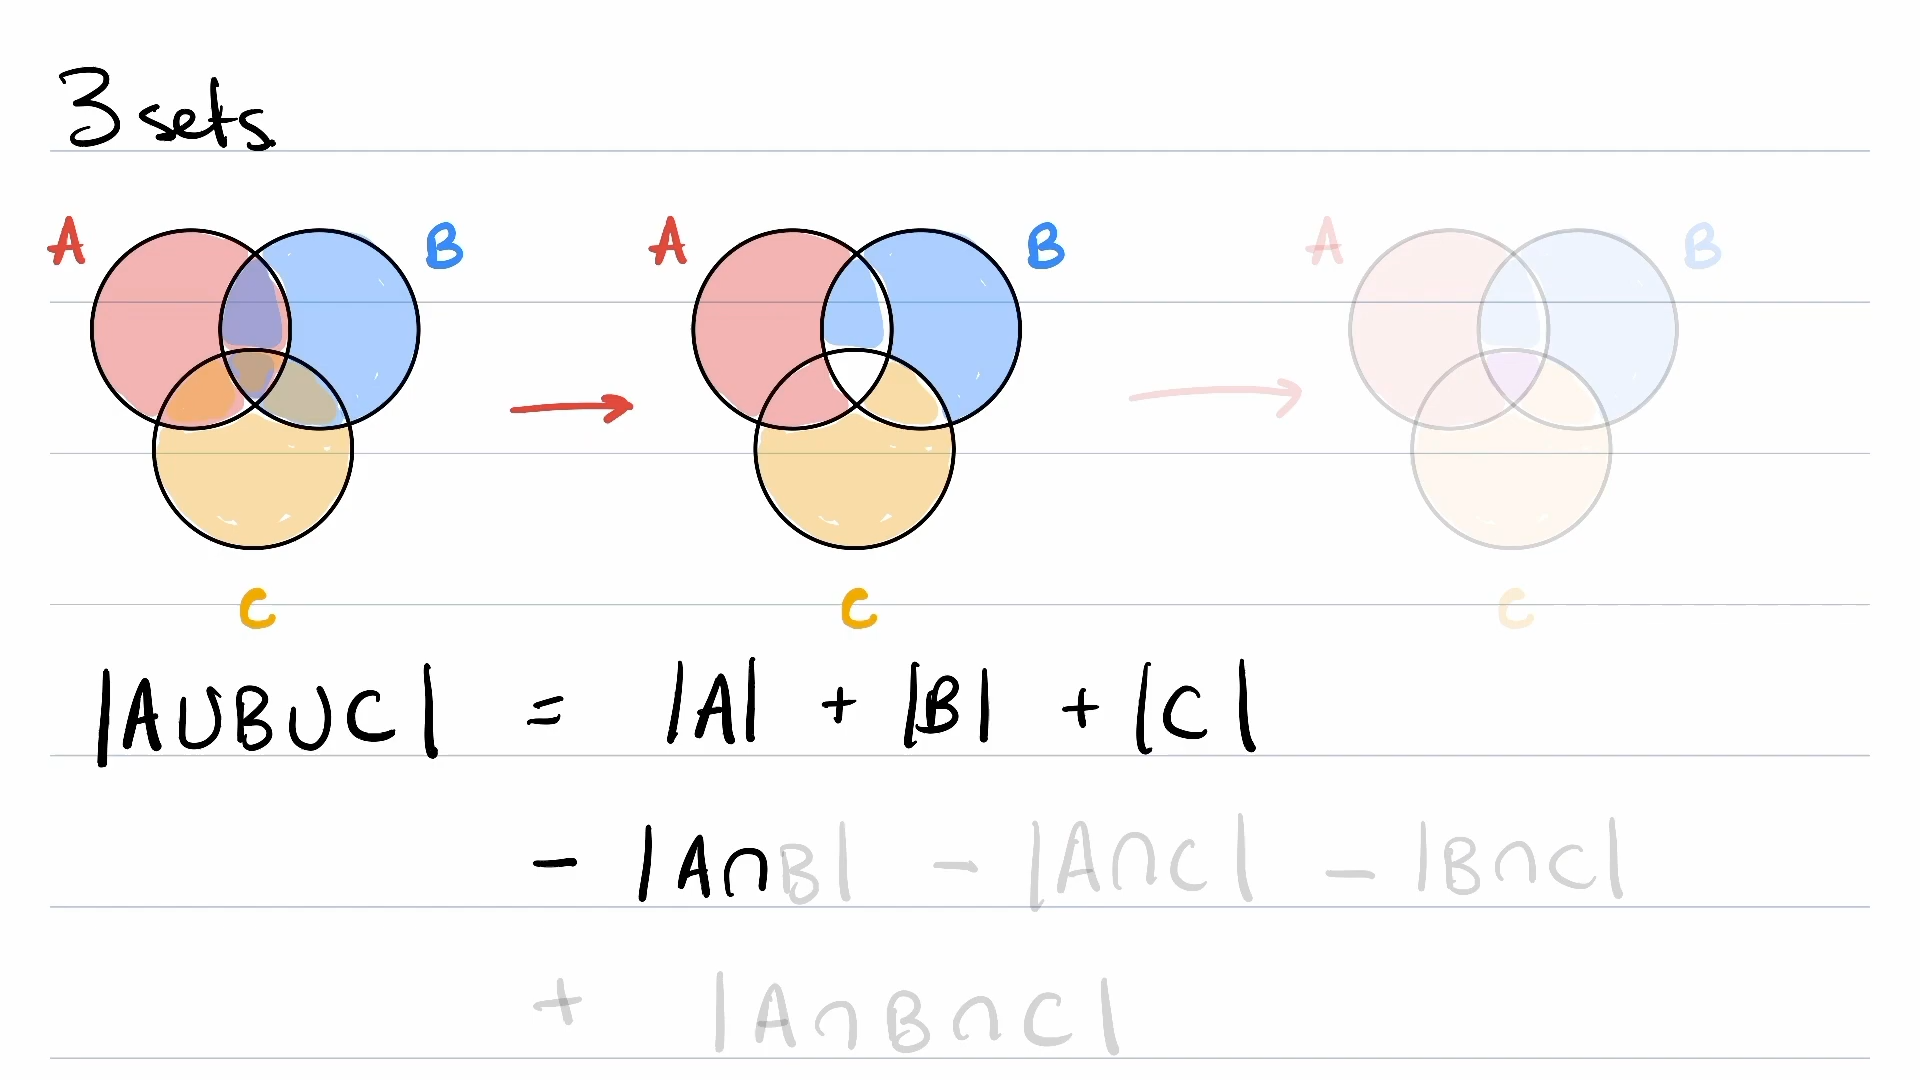 3 sets
A B A B A B
C C C
|A∪B∪C| = |A| + |B| + |C|
− |A∩B| − |A∩C| − |B∩C|
+ |A∩B∩C|